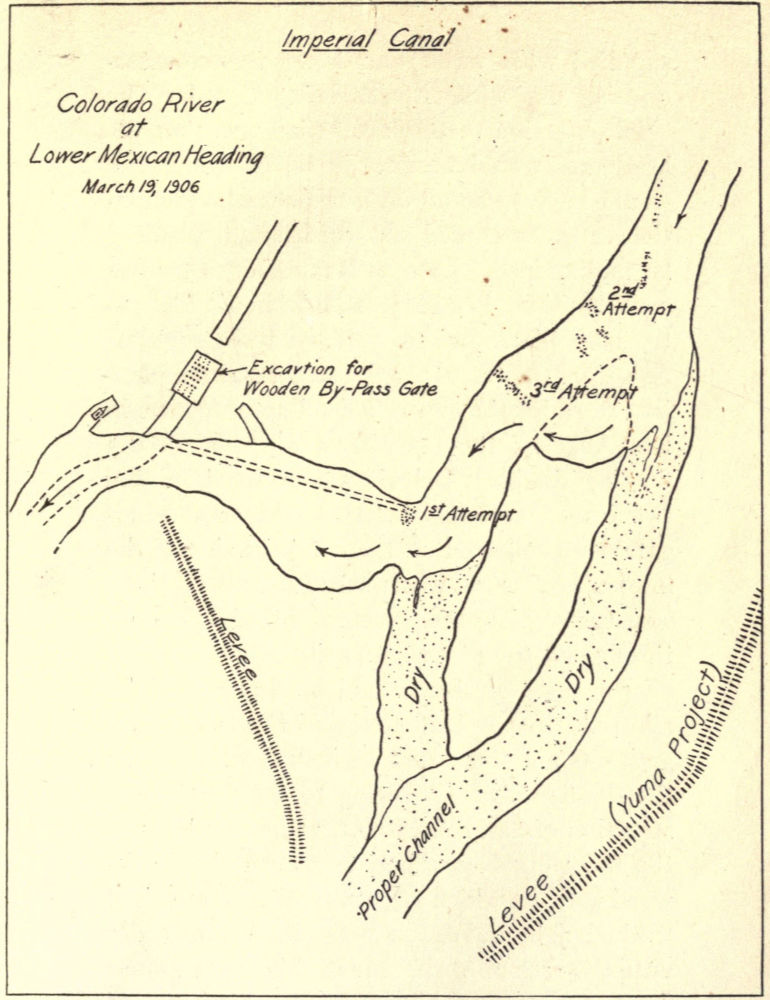 Imperial Canal
Colorado River
at
Lower Mexican Heading
March 19, 1906
2nd
Attempt
Excavtion for
Wooden By-Pass Gate
3rd Attempt
1st Attempt
Levee
Dry
Dry
(Yuma Project)
Proper Channel
Levee